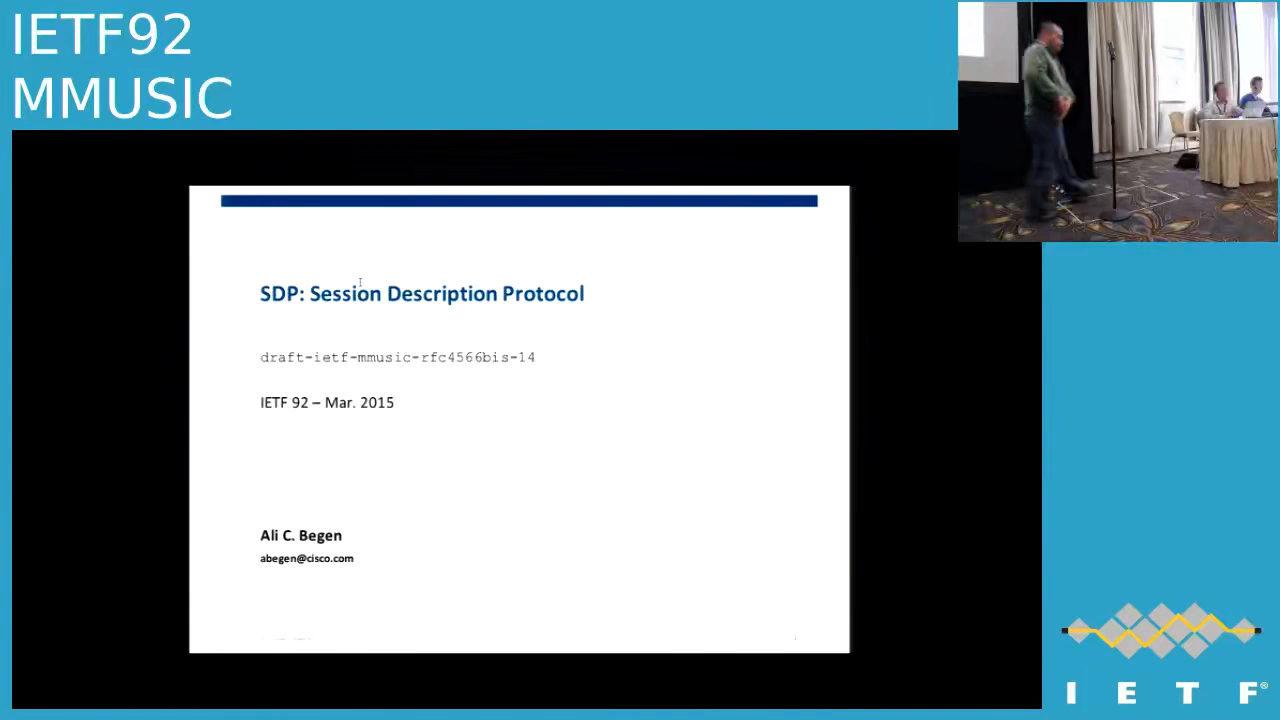 IETF92
MMUSIC
SDP: Session Description Protocol
draft-ietf-mmusic-rfc4566bis-14
IETF 92 – Mar. 2015
Ali C. Begen
abegen@cisco.com
I E T F®